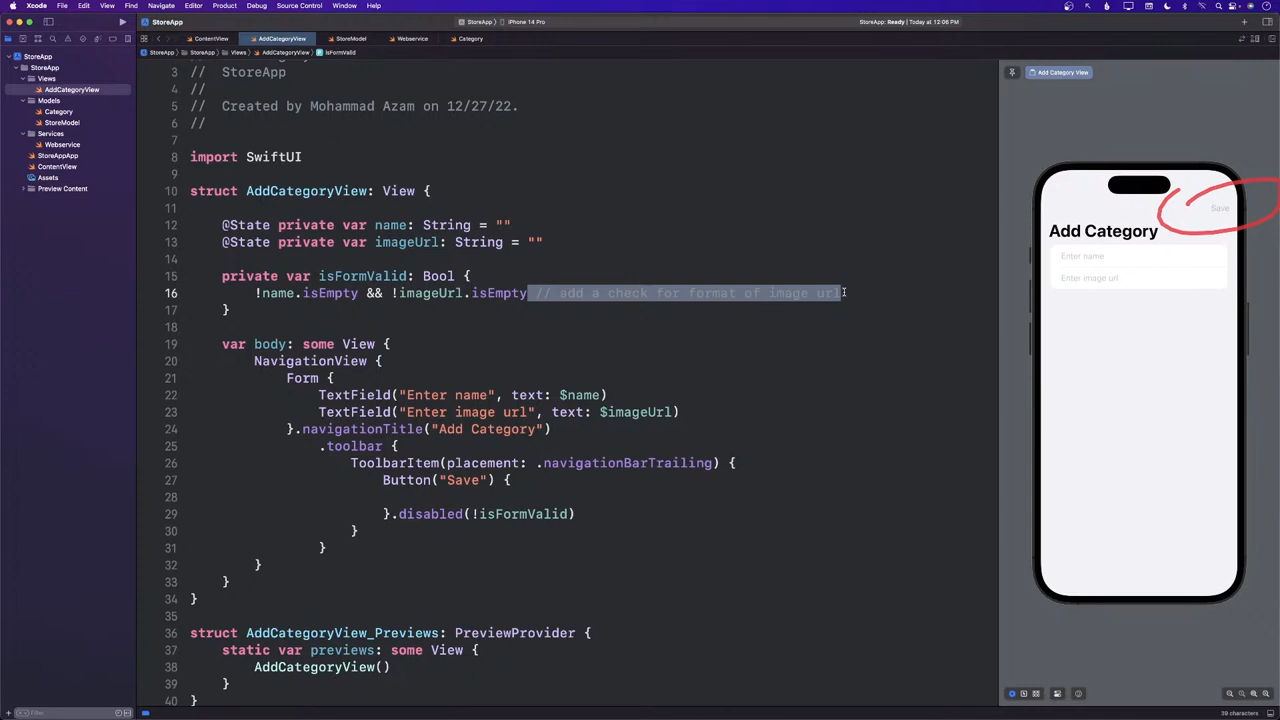 Xcode File Edit View Find Navigate Editor Product Debug Source Control Window Help
StoreApp
StoreApp 〉 iPhone 14 Pro
StoreApp: Ready | Today at 12:06 PM
ContentView
AddCategoryView
StoreModel
Webservice
Category
StoreApp 〉 StoreApp 〉 Views 〉 AddCategoryView 〉 isFormValid
StoreApp
StoreApp
Views
AddCategoryView
Models
Category
StoreModel
Services
Webservice
StoreAppApp
ContentView
Assets
Preview Content
Filter
3 // StoreApp
4 //
5 // Created by Mohammad Azam on 12/27/22.
6 //
7
8 import SwiftUI
9
10 struct AddCategoryView: View {
11
12 @State private var name: String = ""
13 @State private var imageUrl: String = ""
14
15 private var isFormValid: Bool {
16 !name.isEmpty && !imageUrl.isEmpty // add a check for format of image url
17 }
18
19 var body: some View {
20 NavigationView {
21 Form {
22 TextField("Enter name", text: $name)
23 TextField("Enter image url", text: $imageUrl)
24 }.navigationTitle("Add Category")
25 .toolbar {
26 ToolbarItem(placement: .navigationBarTrailing) {
27 Button("Save") {
28
29 }.disabled(!isFormValid)
30 }
31 }
32 }
33 }
34 }
35
36 struct AddCategoryView_Previews: PreviewProvider {
37 static var previews: some View {
38 AddCategoryView()
39 }
40 }
Add Category View
Save
Add Category
Enter name
Enter image url
39 characters